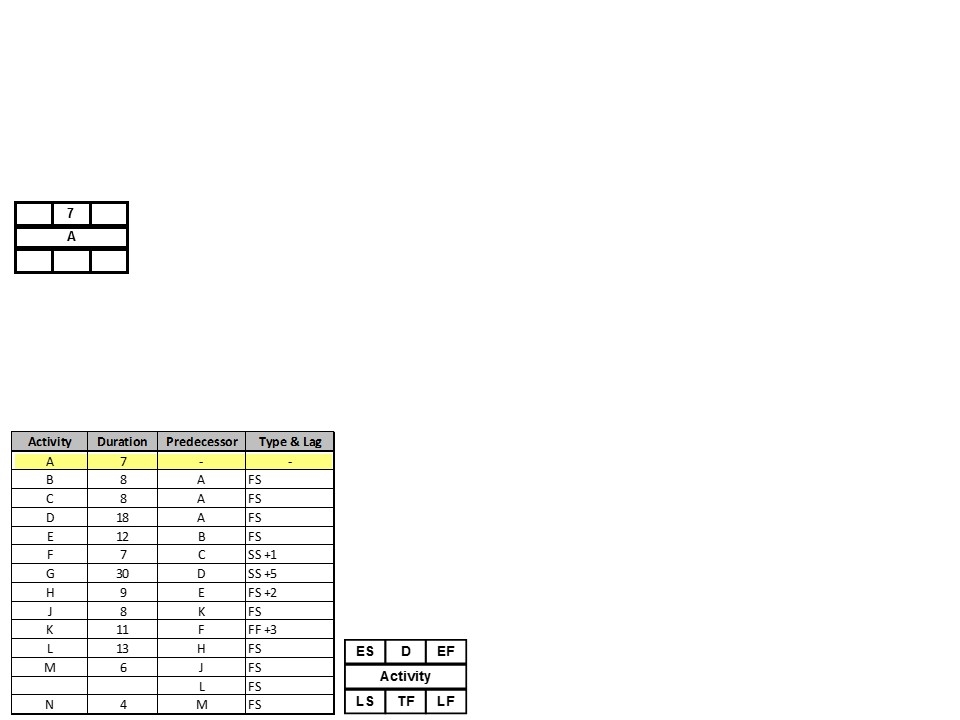 7
A
Activity Duration Predecessor Type & Lag
A 7 - -
B 8 A FS
C 8 A FS
D 18 A FS
E 12 B FS
F 7 C SS +1
G 30 D SS +5
H 9 E FS +2
J 8 K FS
K 11 F FF +3
L 13 H FS
M 6 J FS
L FS
N 4 M FS
ES D EF
Activity
LS TF LF